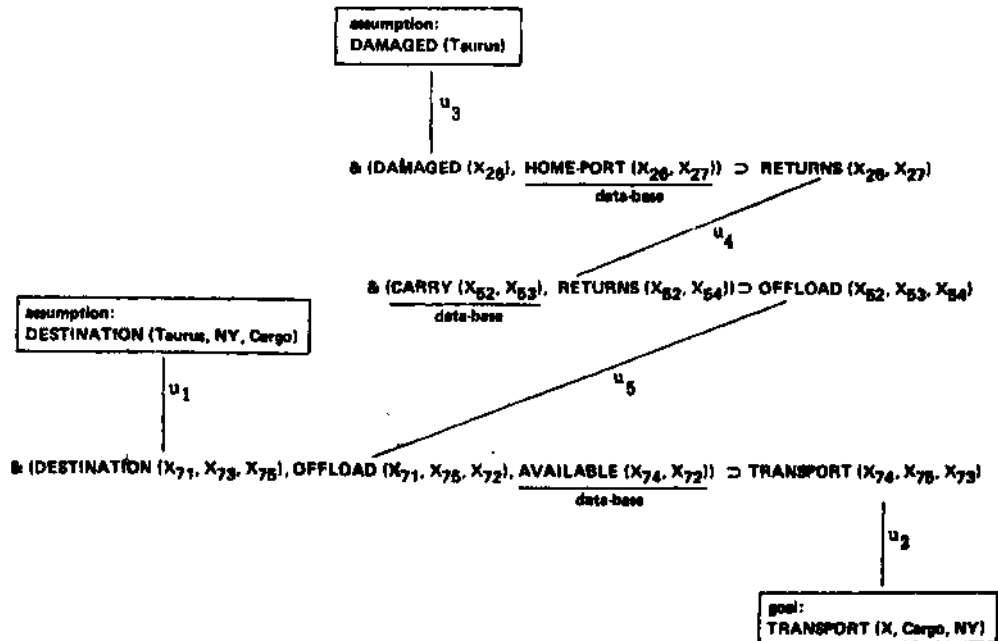 assumption:
DAMAGED (Taurus)
u3
& (DAMAGED (X26), HOME-PORT (X26, X27)) ⊃ RETURNS (X26, X27)
data-base
u4
& (CARRY (X52, X53), RETURNS (X52, X54)) ⊃ OFFLOAD (X52, X53, X54)
data-base
assumption:
DESTINATION (Taurus, NY, Cargo)
u1
u5
& (DESTINATION (X71, X73, X75), OFFLOAD (X71, X75, X72), AVAILABLE (X74, X72)) ⊃ TRANSPORT (X74, X75, X73)
data-base
u2
goal:
TRANSPORT (X, Cargo, NY)